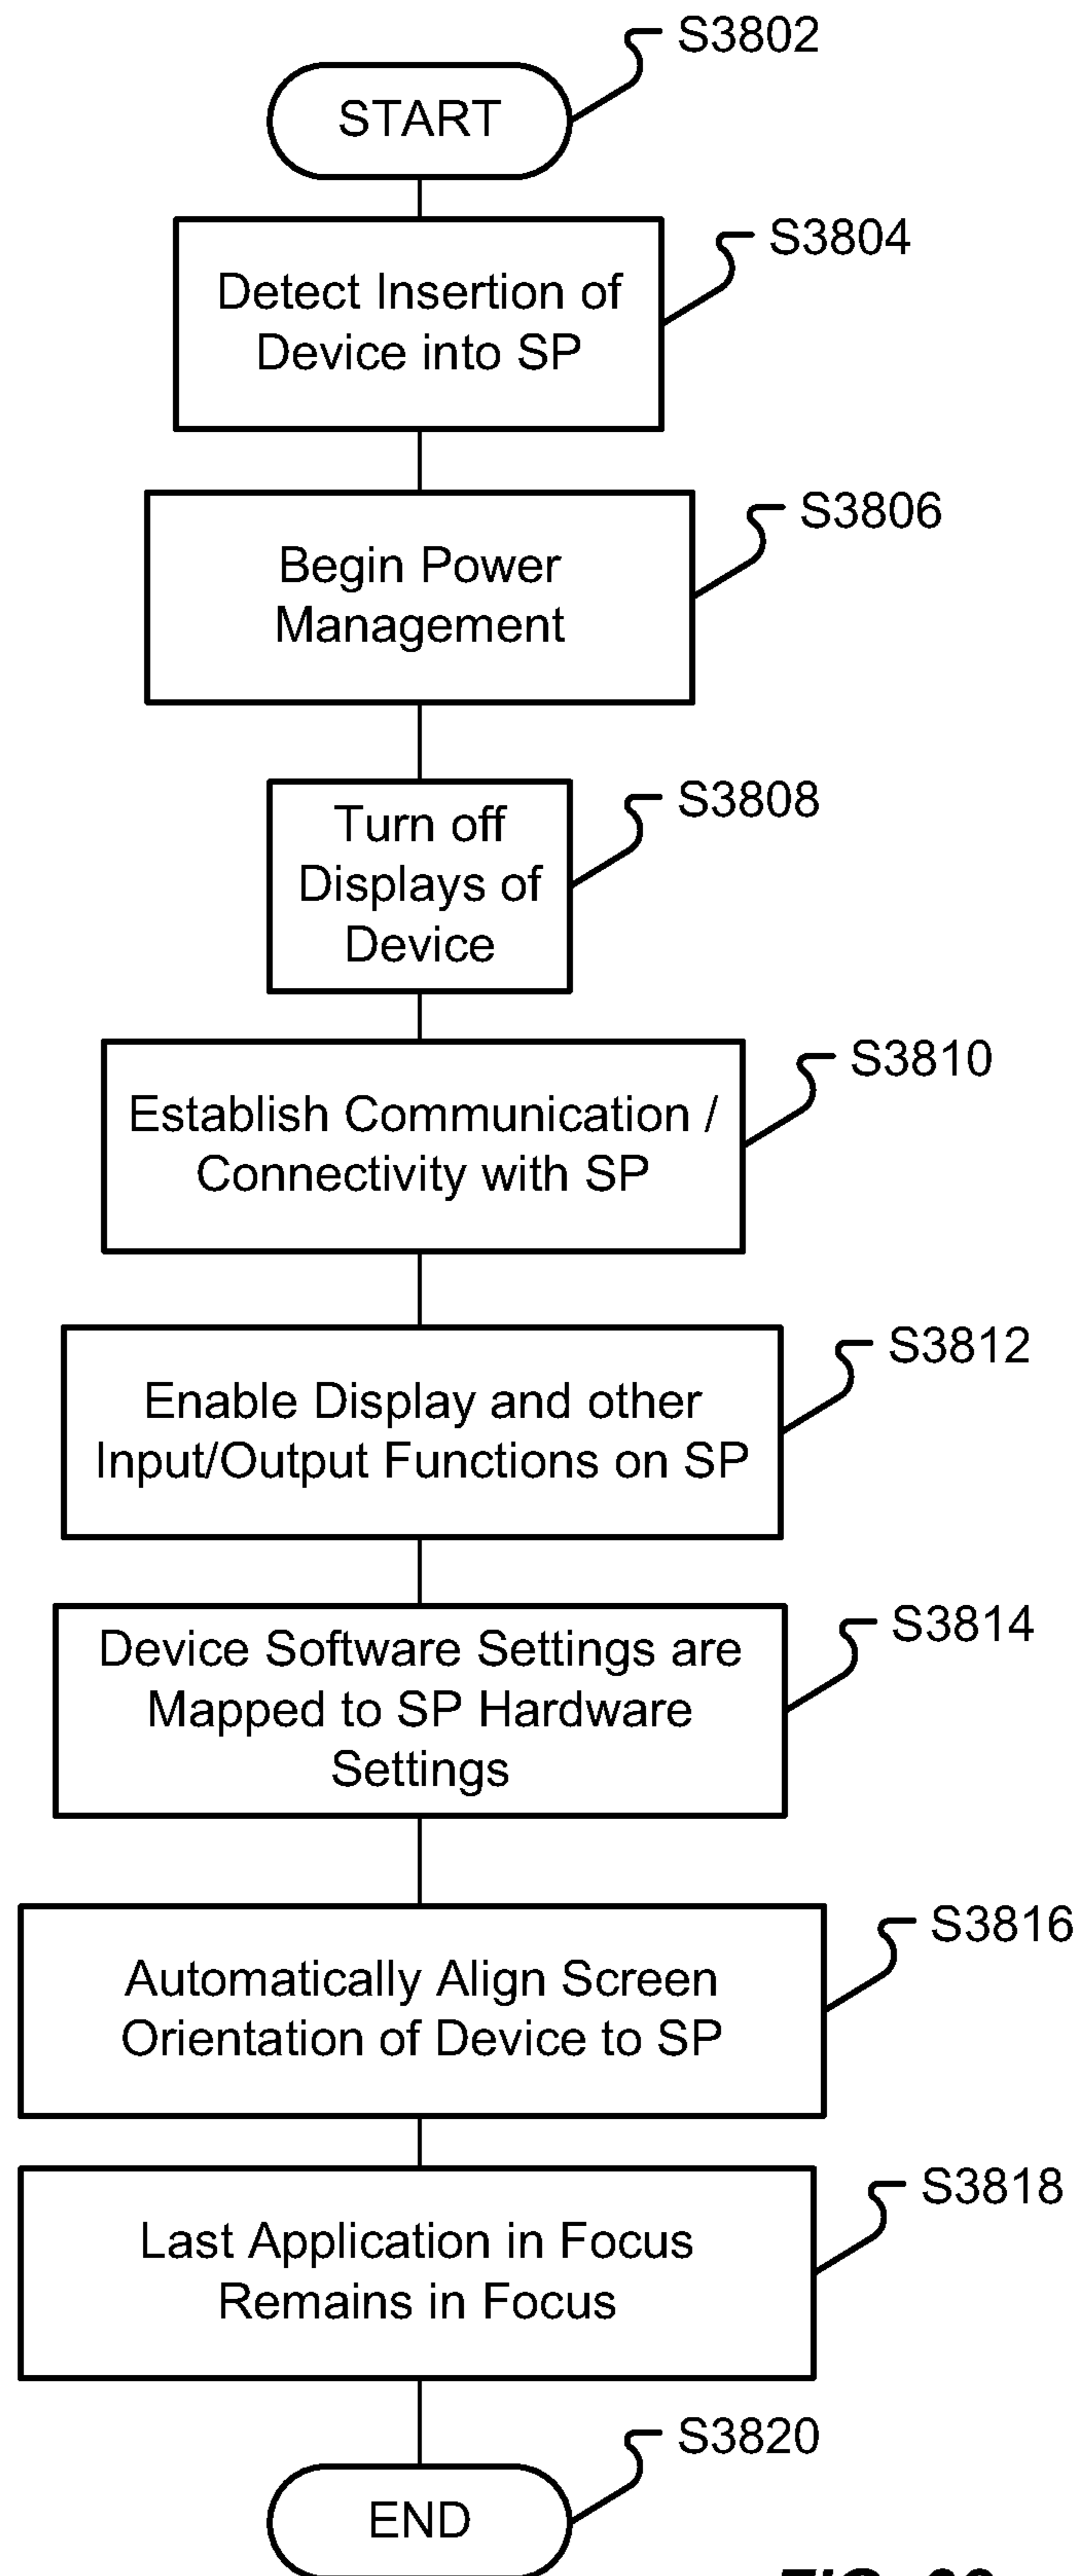 S3802
START
S3804
Detect Insertion of
Device into SP
S3806
Begin Power
Management
S3808
Turn off
Displays of
Device
S3810
Establish Communication /
Connectivity with SP
S3812
Enable Display and other
Input/Output Functions on SP
S3814
Device Software Settings are
Mapped to SP Hardware
Settings
S3816
Automatically Align Screen
Orientation of Device to SP
S3818
Last Application in Focus
Remains in Focus
S3820
END